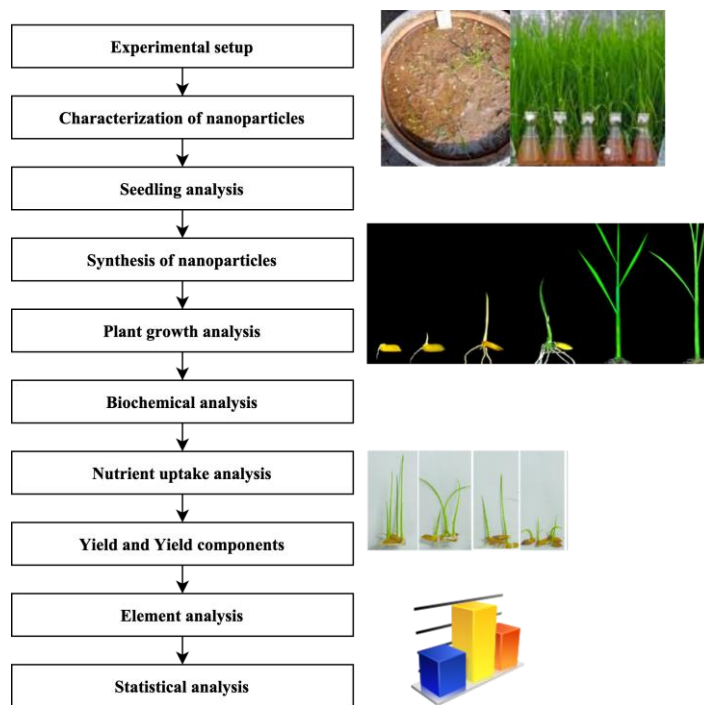 Experimental setup
Characterization of nanoparticles
Seedling analysis
Synthesis of nanoparticles
Plant growth analysis
Biochemical analysis
Nutrient uptake analysis
Yield and Yield components
Element analysis
Statistical analysis